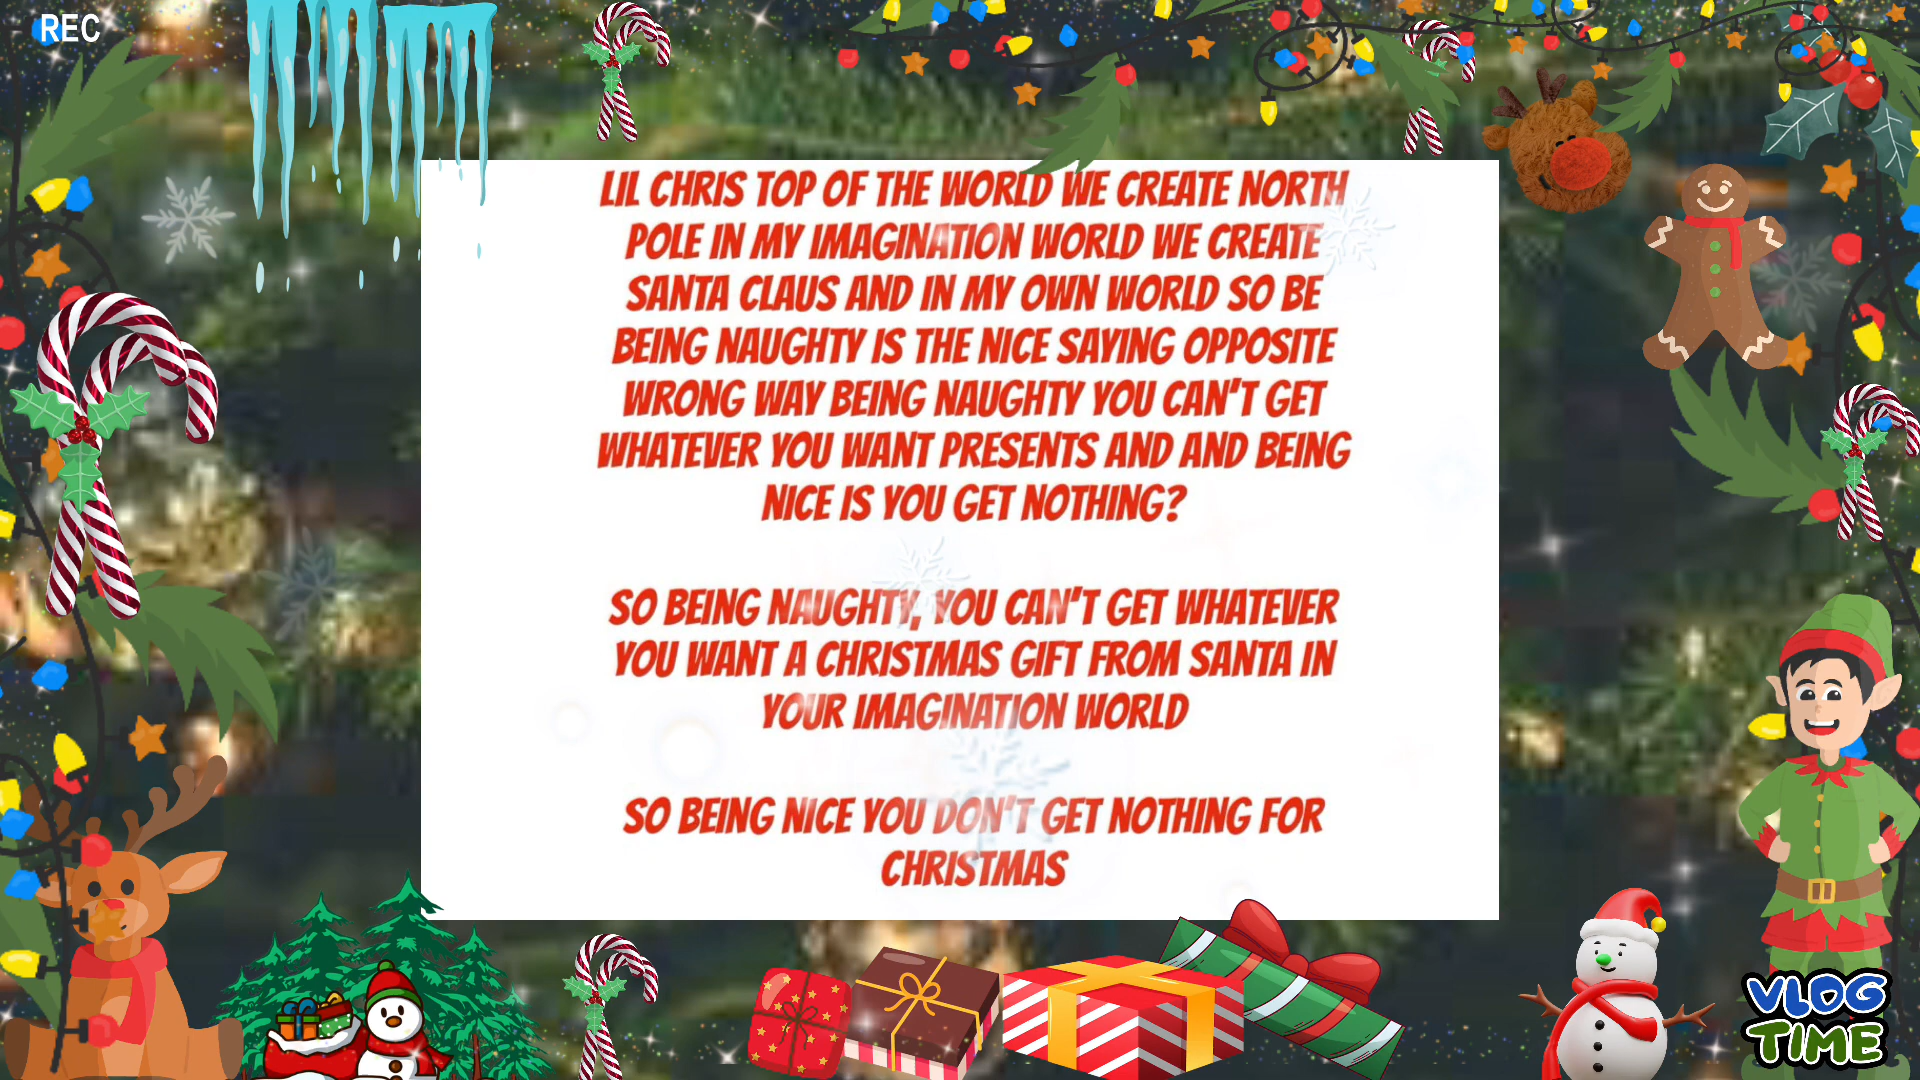 REC
LIL CHRIS TOP OF THE WORLD WE CREATE NORTH
POLE IN MY IMAGINATION WORLD WE CREATE
SANTA CLAUS AND IN MY OWN WORLD SO BE
BEING NAUGHTY IS THE NICE SAYING OPPOSITE
WRONG WAY BEING NAUGHTY YOU CAN'T GET
WHATEVER YOU WANT PRESENTS AND AND BEING
NICE IS YOU GET NOTHING?
SO BEING NAUGHTY, YOU CAN'T GET WHATEVER
YOU WANT A CHRISTMAS GIFT FROM SANTA IN
YOUR IMAGINATION WORLD
SO BEING NICE YOU DON'T GET NOTHING FOR
CHRISTMAS
VLOG
TIME